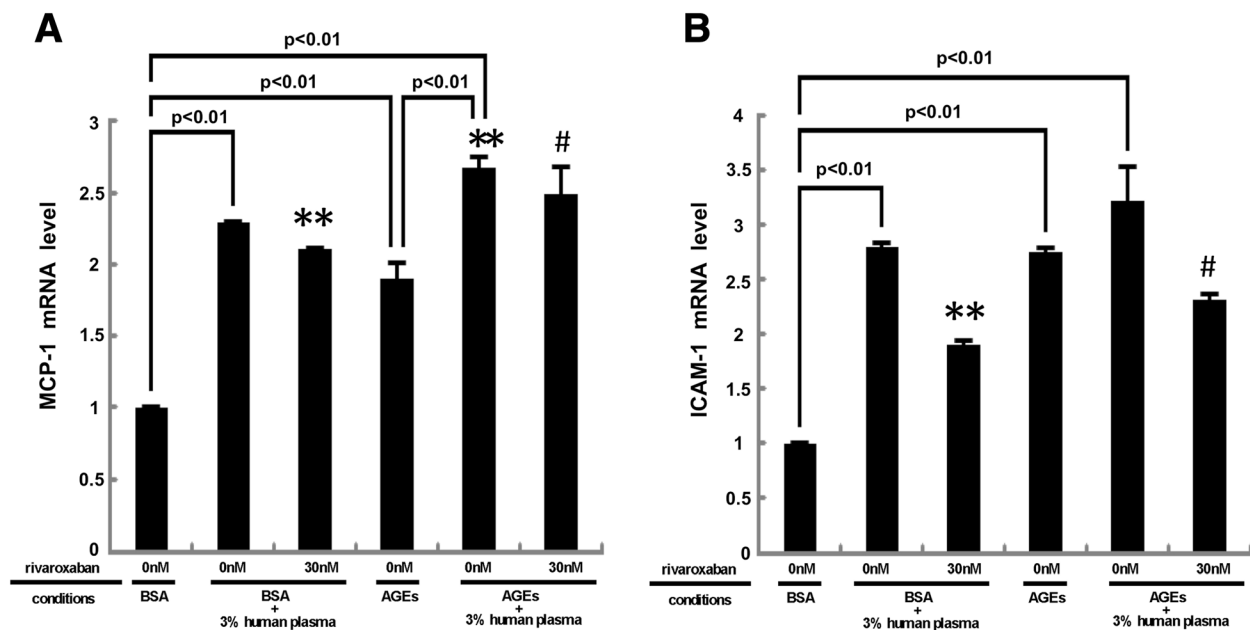 A
p<0.01
p<0.01
p<0.01
p<0.01
**
#
**
MCP-1 mRNA level
3
2.5
2
1.5
1
0.5
0
rivaroxaban 0nM 0nM 30nM 0nM 0nM 30nM
conditions BSA BSA AGEs AGEs
+ +
3% human plasma 3% human plasma
B
p<0.01
p<0.01
p<0.01
**
#
ICAM-1 mRNA level
4
3.5
3
2.5
2
1.5
1
0.5
0
rivaroxaban 0nM 0nM 30nM 0nM 0nM 30nM
conditions BSA BSA AGEs AGEs
+ +
3% human plasma 3% human plasma